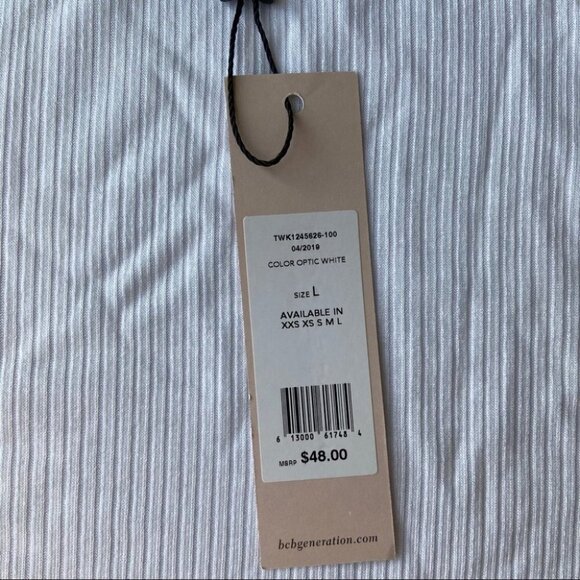 TWK1245626-100
04/2019
COLOR OPTIC WHITE
SIZE L
AVAILABLE IN
XXS XS S M L
6 13000 61748 4
MSRP $48.00
bcbgeneration.com